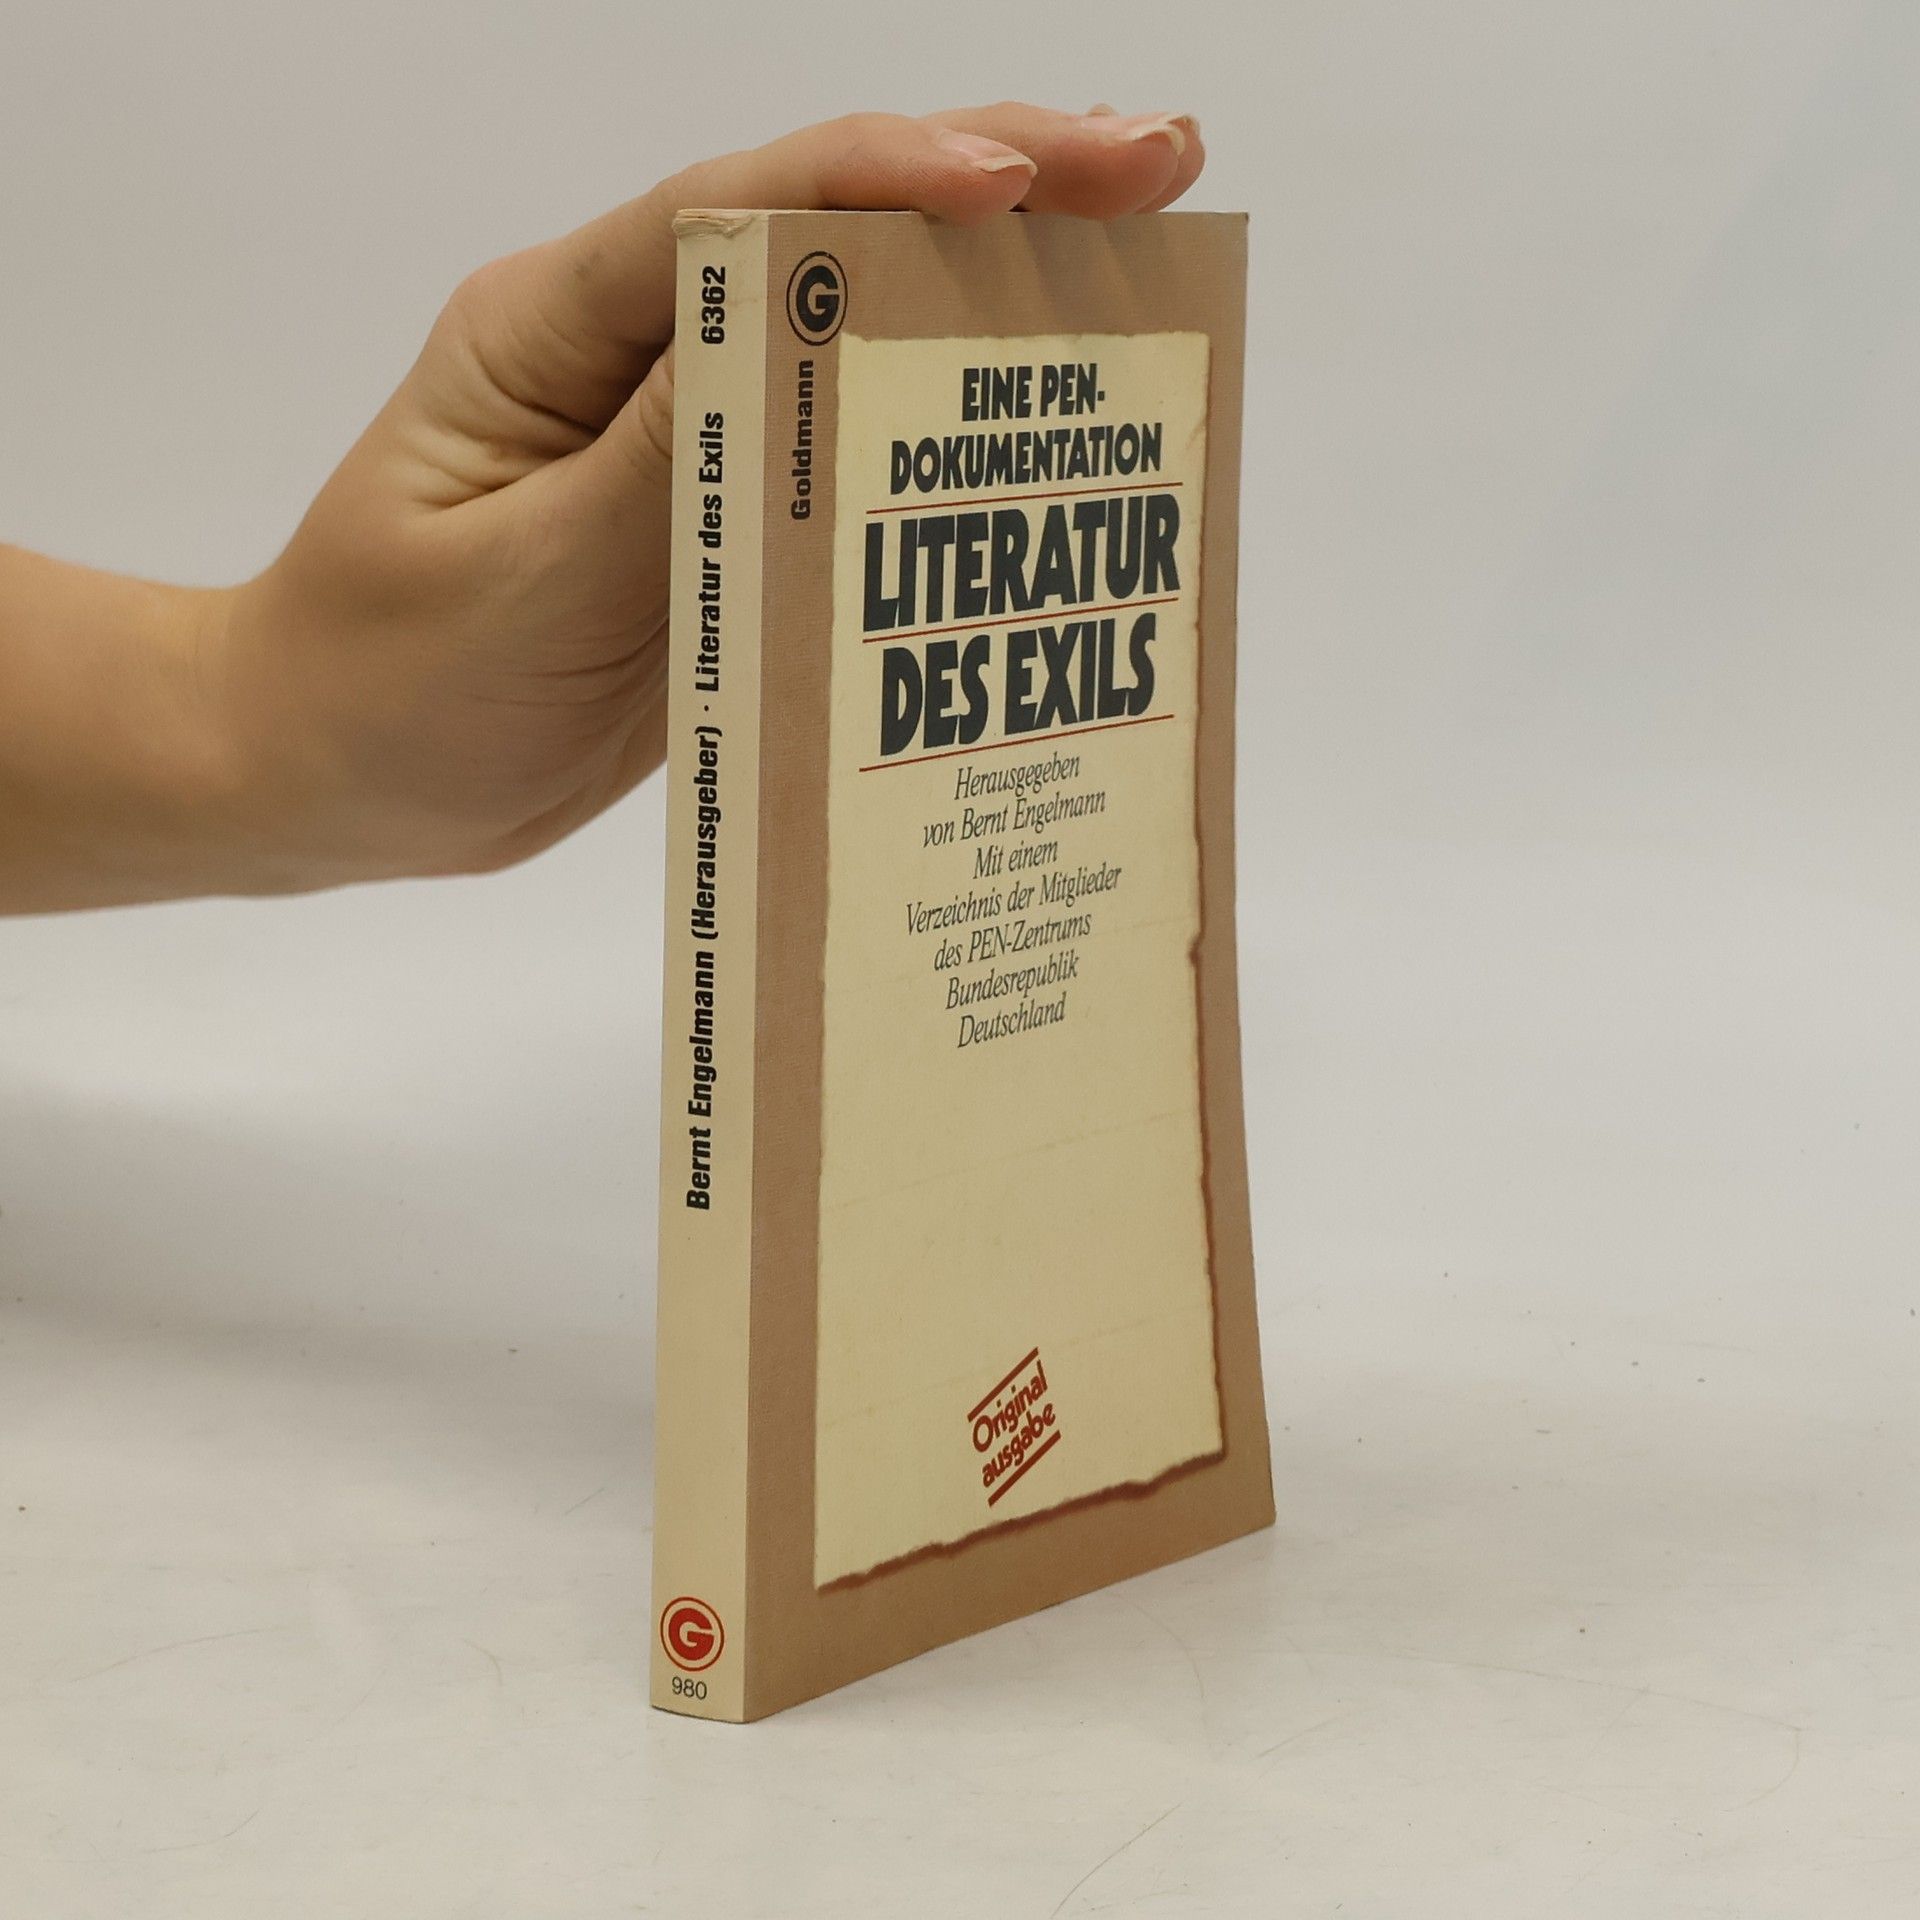 Bernt Engelmann (Herausgeber) · Literatur des Exils 6362
G
980
G
Goldmann
EINE PEN-
DOKUMENTATION
LITERATUR
DES EXILS
Herausgegeben
von Bernt Engelmann
Mit einem
Verzeichnis der Mitglieder
des PEN-Zentrums
Bundesrepublik
Deutschland
Original
ausgabe